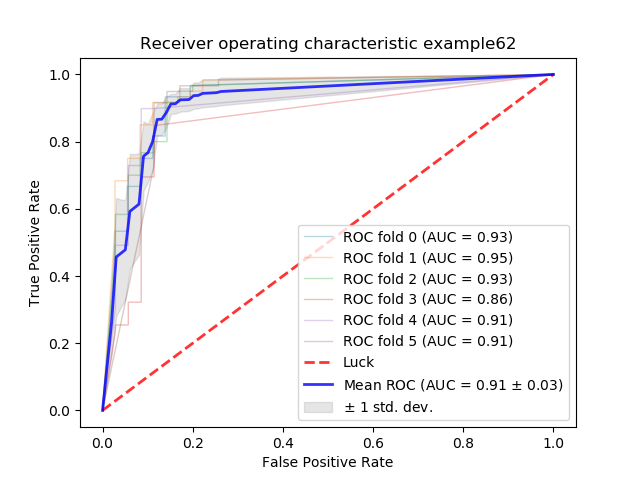 Receiver operating characteristic example62
True Positive Rate
1.0
0.8
0.6
0.4
0.2
0.0
ROC fold 0 (AUC = 0.93)
ROC fold 1 (AUC = 0.95)
ROC fold 2 (AUC = 0.93)
ROC fold 3 (AUC = 0.86)
ROC fold 4 (AUC = 0.91)
ROC fold 5 (AUC = 0.91)
Luck
Mean ROC (AUC = 0.91 ± 0.03)
± 1 std. dev.
0.0 0.2 0.4 0.6 0.8 1.0
False Positive Rate